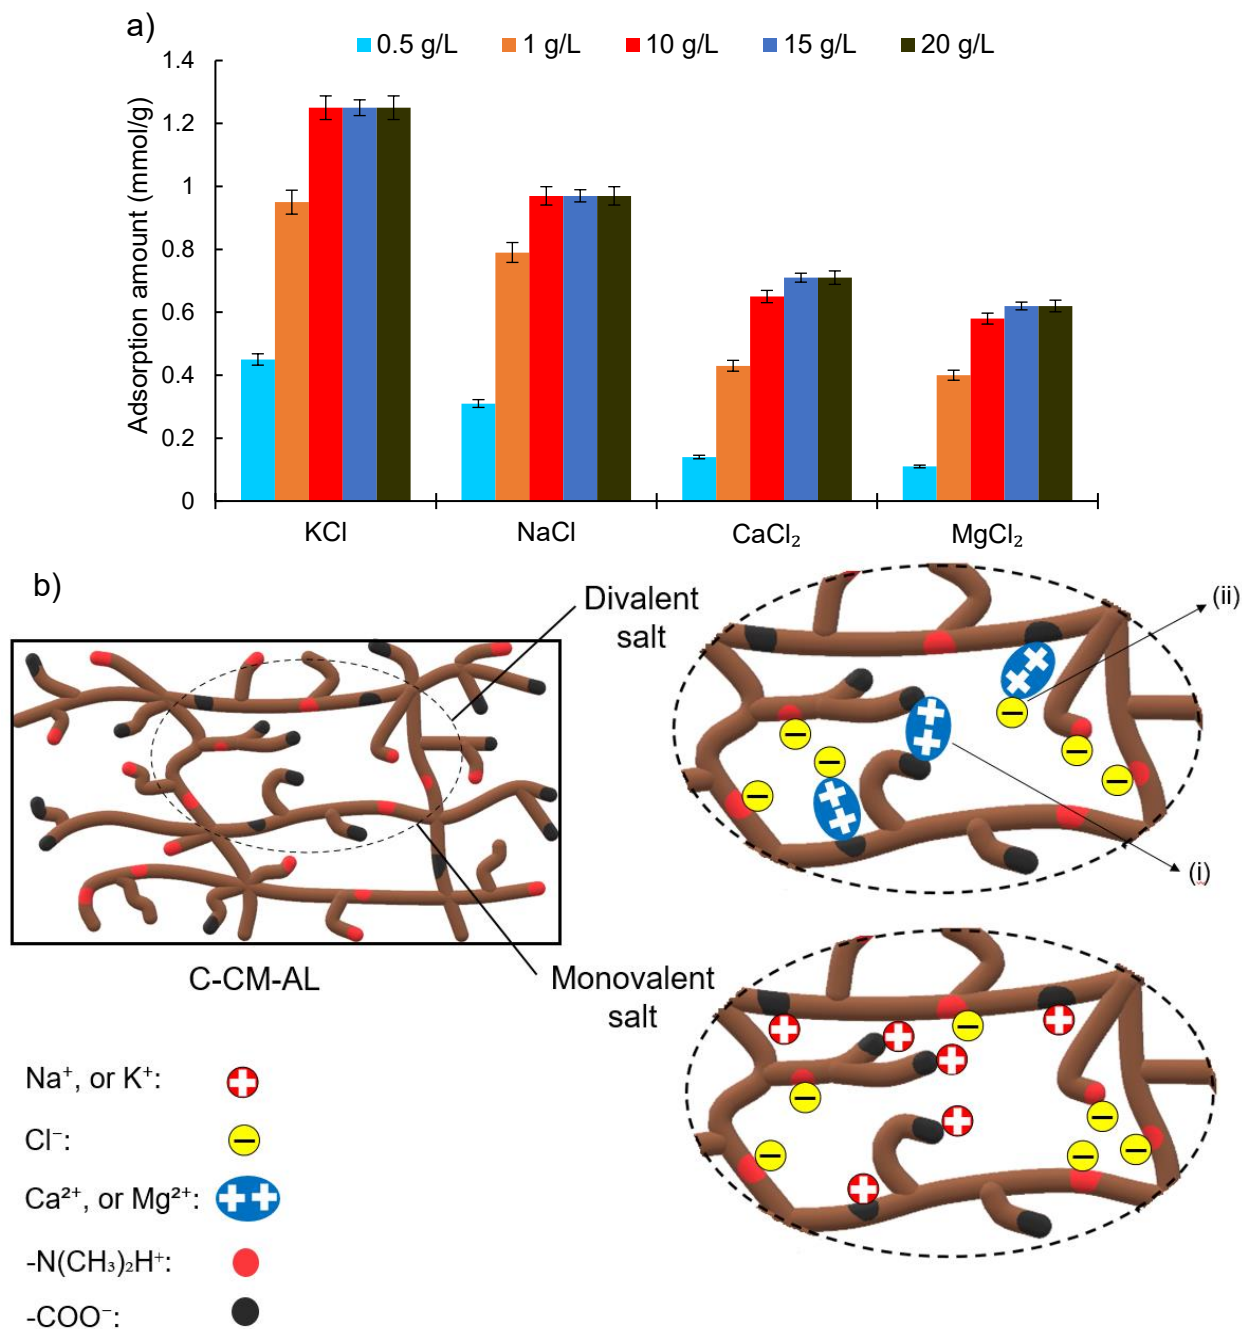 a)
0.5 g/L 1 g/L 10 g/L 15 g/L 20 g/L
Adsorption amount (mmol/g)
1.4
1.2
1
0.8
0.6
0.4
0.2
0
KCl NaCl CaCl₂ MgCl₂
b)
Divalent
salt
(ii)
(i)
C-CM-AL
Monovalent
salt
Na⁺, or K⁺:
Cl⁻:
Ca²⁺, or Mg²⁺:
-N(CH₃)₂H⁺:
-COO⁻: